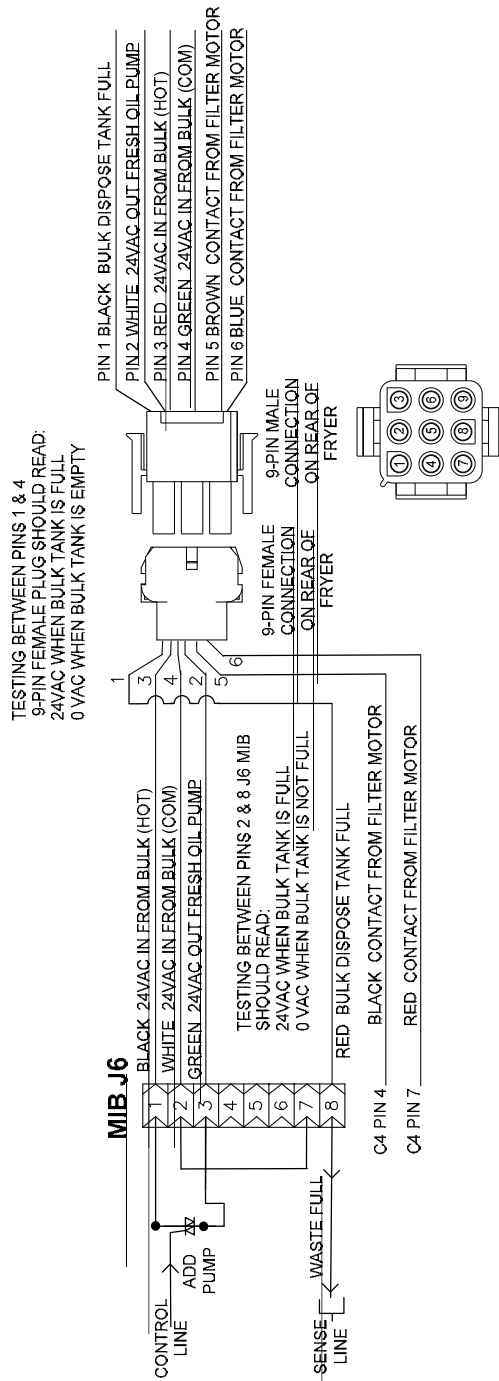 MIB J6
CONTROL
LINE
ADD
PUMP
WASTE FULL
SENSE
LINE
1
2
3
4
5
6
7
8
BLACK 24VAC IN FROM BULK (HOT)
WHITE 24VAC IN FROM BULK (COM)
GREEN 24VAC OUT FRESH OIL PUMP
TESTING BETWEEN PINS 2 & 8 J6 MIB
SHOULD READ:
24VAC WHEN BULK TANK IS FULL
0 VAC WHEN BULK TANK IS NOT FULL
RED BULK DISPOSE TANK FULL
C4 PIN 4
BLACK CONTACT FROM FILTER MOTOR
C4 PIN 7
RED CONTACT FROM FILTER MOTOR
1
3
4
2
5
6
TESTING BETWEEN PINS 1 & 4
9-PIN FEMALE PLUG SHOULD READ:
24VAC WHEN BULK TANK IS FULL
0 VAC WHEN BULK TANK IS EMPTY
9-PIN FEMALE
CONNECTION
ON REAR OF
FRYER
9-PIN MALE
CONNECTION
ON REAR OF
FRYER
PIN 1 BLACK BULK DISPOSE TANK FULL
PIN 2 WHITE 24VAC OUT FRESH OIL PUMP
PIN 3 RED 24VAC IN FROM BULK (HOT)
PIN 4 GREEN 24VAC IN FROM BULK (COM)
PIN 5 BROWN CONTACT FROM FILTER MOTOR
PIN 6 BLUE CONTACT FROM FILTER MOTOR
1 2 3
4 5 6
7 8 9